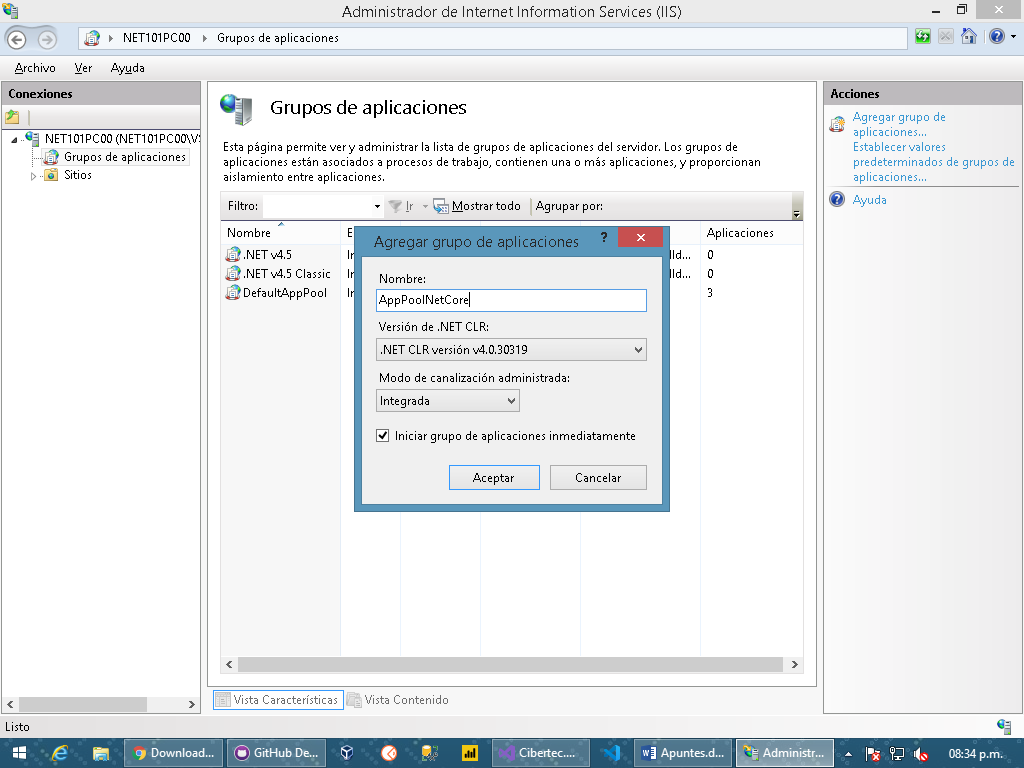 Administrador de Internet Information Services (IIS)
NET101PC00
Grupos de aplicaciones
Archivo Ver Ayuda
Conexiones
NET101PC00 (NET101PC00\V
Grupos de aplicaciones
Sitios
Grupos de aplicaciones
Esta página permite ver y administrar la lista de grupos de aplicaciones del servidor. Los grupos de
aplicaciones están asociados a procesos de trabajo, contienen una o más aplicaciones, y proporcionan
aislamiento entre aplicaciones.
Filtro: Ir Mostrar todo Agrupar por:
Nombre E Aplicaciones
.NET v4.5 In lld... 0
.NET v4.5 Classic In lld... 0
DefaultAppPool In 3
Agregar grupo de aplicaciones ?
Nombre:
AppPoolNetCore
Versión de .NET CLR:
.NET CLR versión v4.0.30319
Modo de canalización administrada:
Integrada
Iniciar grupo de aplicaciones inmediatamente
Aceptar Cancelar
Vista Características Vista Contenido
Acciones
Agregar grupo de
aplicaciones...
Establecer valores
predeterminados de grupos de
aplicaciones...
Ayuda
Listo
Download... GitHub De... Cibertec.... Apuntes.d... Administr... 08:34 p.m.